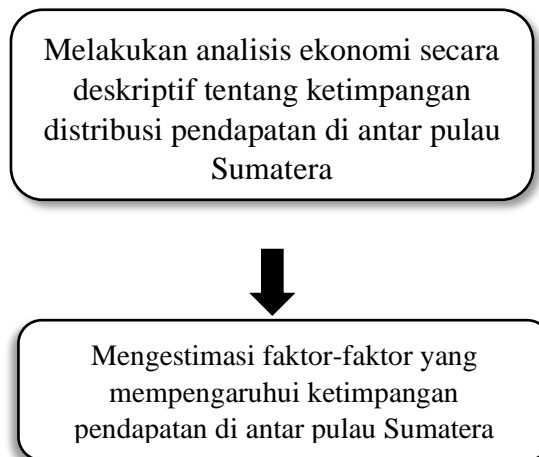 Melakukan analisis ekonomi secara
deskriptif tentang ketimpangan
distribusi pendapatan di antar pulau
Sumatera
Mengestimasi faktor-faktor yang
mempengaruhi ketimpangan
pendapatan di antar pulau Sumatera